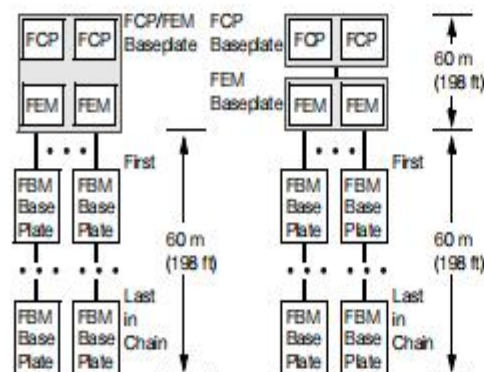 FCP FCP FCP/FEM Baseplate
FEM FEM
First
FBM Base Plate FBM Base Plate
60 m (198 ft)
FBM Base Plate FBM Base Plate
Last in Chain
FCP Baseplate FCP FCP
60 m (198 ft)
FEM Baseplate FEM FEM
First
FBM Base Plate FBM Base Plate
60 m (198 ft)
FBM Base Plate FBM Base Plate
Last in Chain